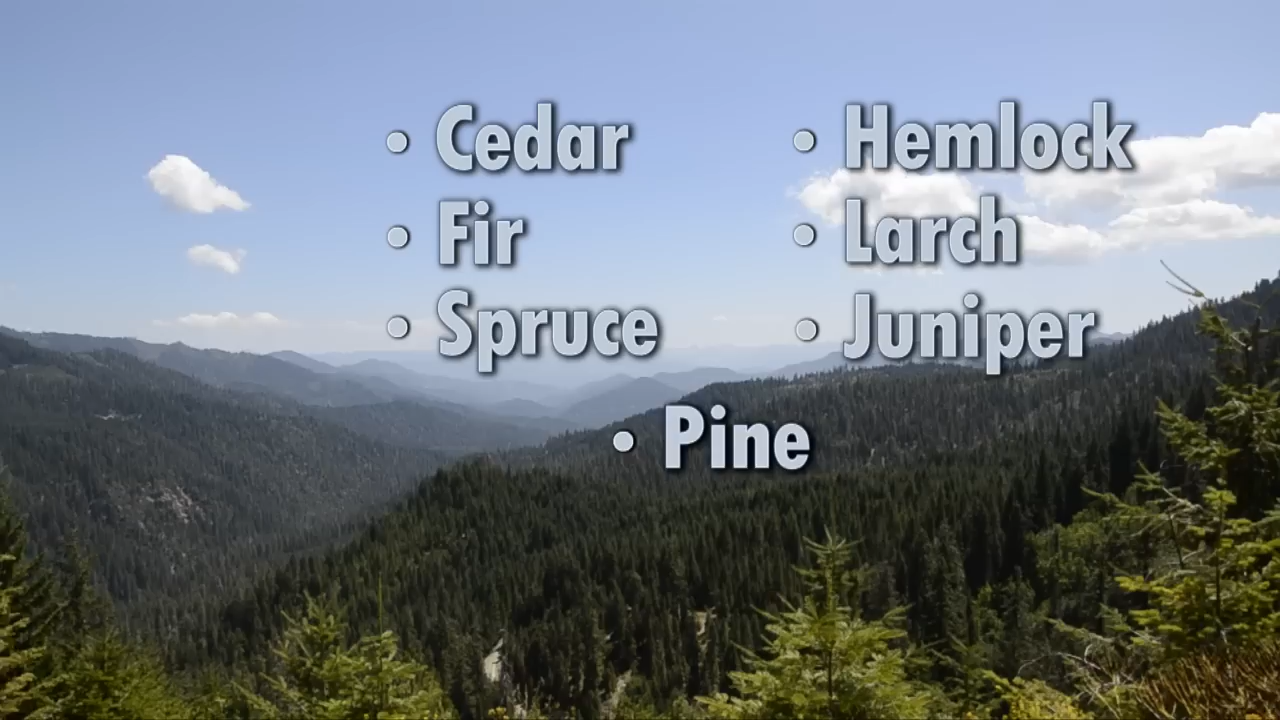 • Cedar
• Fir
• Spruce
• Hemlock
• Larch
• Juniper
• Pine